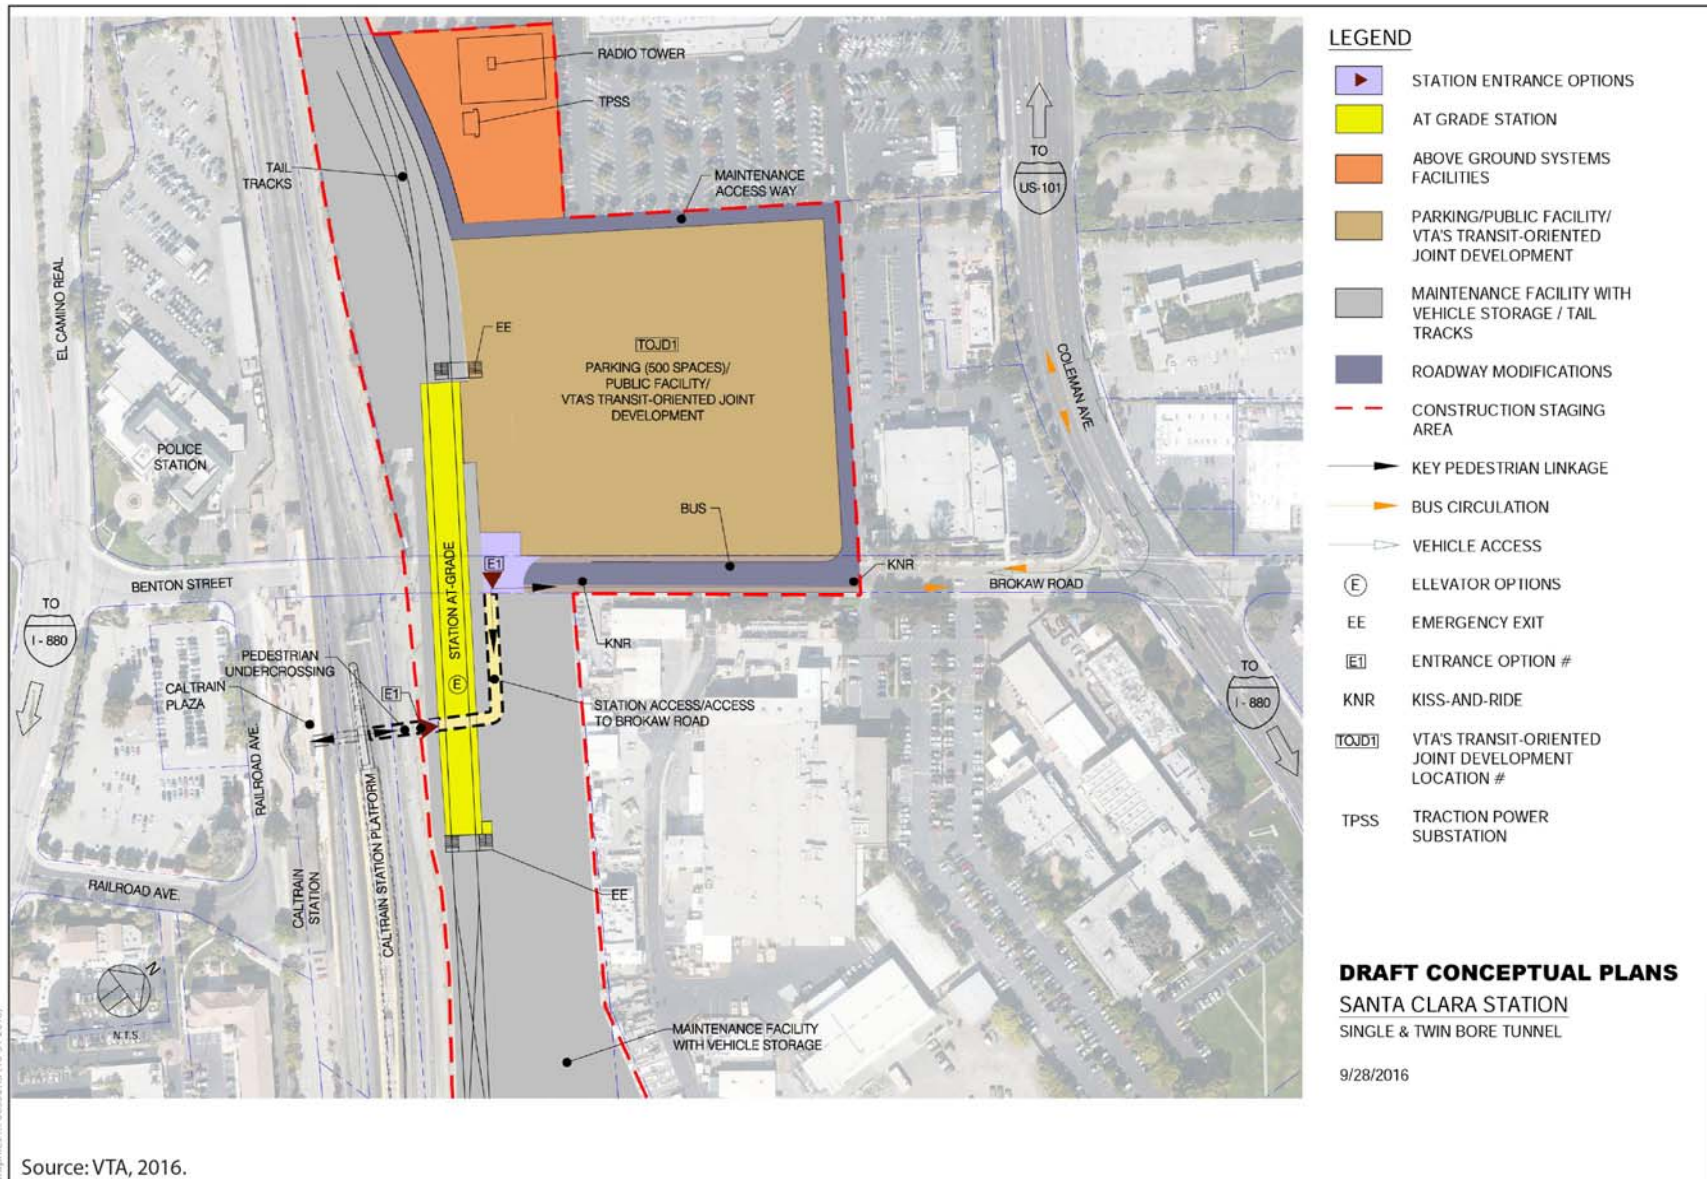 RADIO TOWER
TPSS
TAIL
TRACKS
MAINTENANCE
ACCESS WAY
TO
US-101
EL CAMINO REAL
EE
TOJD1
PARKING (500 SPACES)/
PUBLIC FACILITY/
VTA'S TRANSIT-ORIENTED JOINT
DEVELOPMENT
COLEMAN AVE.
POLICE
STATION
BUS
STATION AT-GRADE
E1
KNR
BENTON STREET
BROKAW ROAD
TO
I - 880
KNR
PEDESTRIAN
UNDERCROSSING
E
E1
CALTRAIN
PLAZA
STATION ACCESS/ACCESS
TO BROKAW ROAD
TO
I - 880
RAILROAD AVE.
CALTRAIN STATION PLATFORM
RAILROAD AVE.
CALTRAIN
STATION
EE
N
N.T.S.
MAINTENANCE FACILITY
WITH VEHICLE STORAGE
LEGEND
STATION ENTRANCE OPTIONS
AT GRADE STATION
ABOVE GROUND SYSTEMS
FACILITIES
PARKING/PUBLIC FACILITY/
VTA'S TRANSIT-ORIENTED
JOINT DEVELOPMENT
MAINTENANCE FACILITY WITH
VEHICLE STORAGE / TAIL
TRACKS
ROADWAY MODIFICATIONS
CONSTRUCTION STAGING
AREA
KEY PEDESTRIAN LINKAGE
BUS CIRCULATION
VEHICLE ACCESS
E ELEVATOR OPTIONS
EE EMERGENCY EXIT
E1 ENTRANCE OPTION #
KNR KISS-AND-RIDE
TOJD1 VTA'S TRANSIT-ORIENTED
JOINT DEVELOPMENT
LOCATION #
TPSS TRACTION POWER
SUBSTATION
DRAFT CONCEPTUAL PLANS
SANTA CLARA STATION
SINGLE & TWIN BORE TUNNEL
9/28/2016
Source: VTA, 2016.